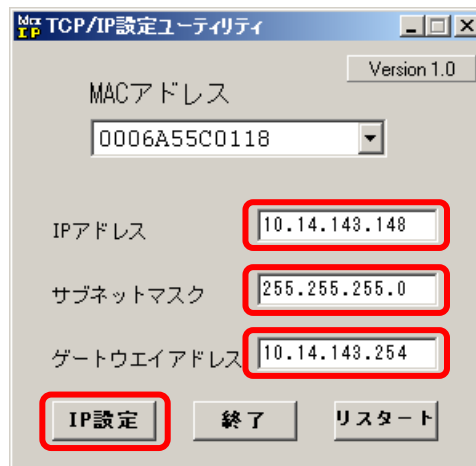 Mac IP TCP/IP設定ユーティリティ
Version 1.0
MACアドレス
0006A55C0118
IPアドレス 10.14.143.148
サブネットマスク 255.255.255.0
ゲートウエイアドレス 10.14.143.254
IP設定 終了 リスタート